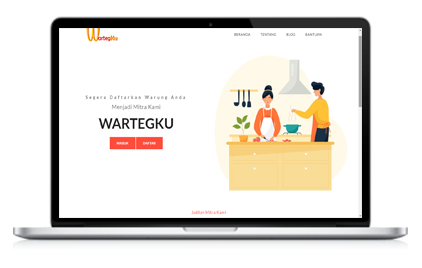 WartegKu
BERANDA TENTANG BLOG BANTUAN
Segera Daftarkan Warung Anda
Menjadi Mitra Kami
WARTEGKU
MASUK DAFTAR
Jadilah Mitra Kami